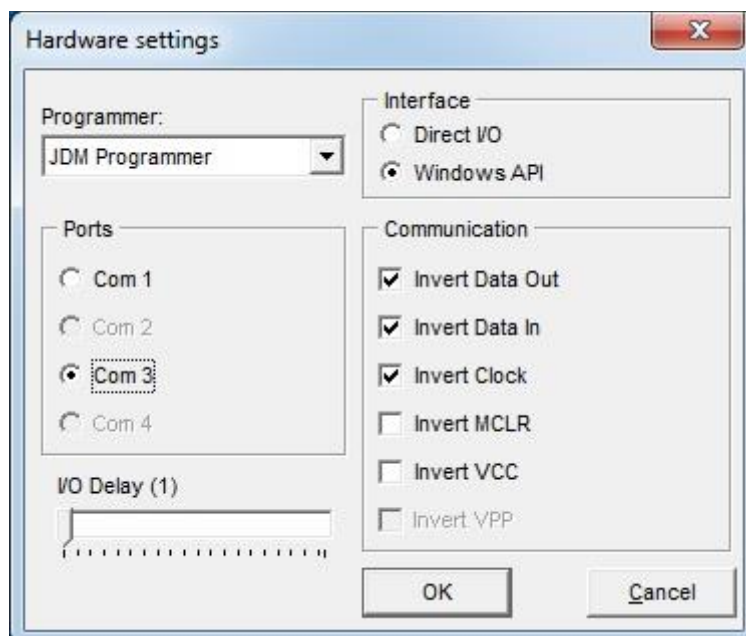 Hardware settings
Programmer:
JDM Programmer
Interface
Direct I/O
Windows API
Ports
Com 1
Com 2
Com 3
Com 4
I/O Delay (1)
Communication
Invert Data Out
Invert Data In
Invert Clock
Invert MCLR
Invert VCC
Invert VPP
OK
Cancel